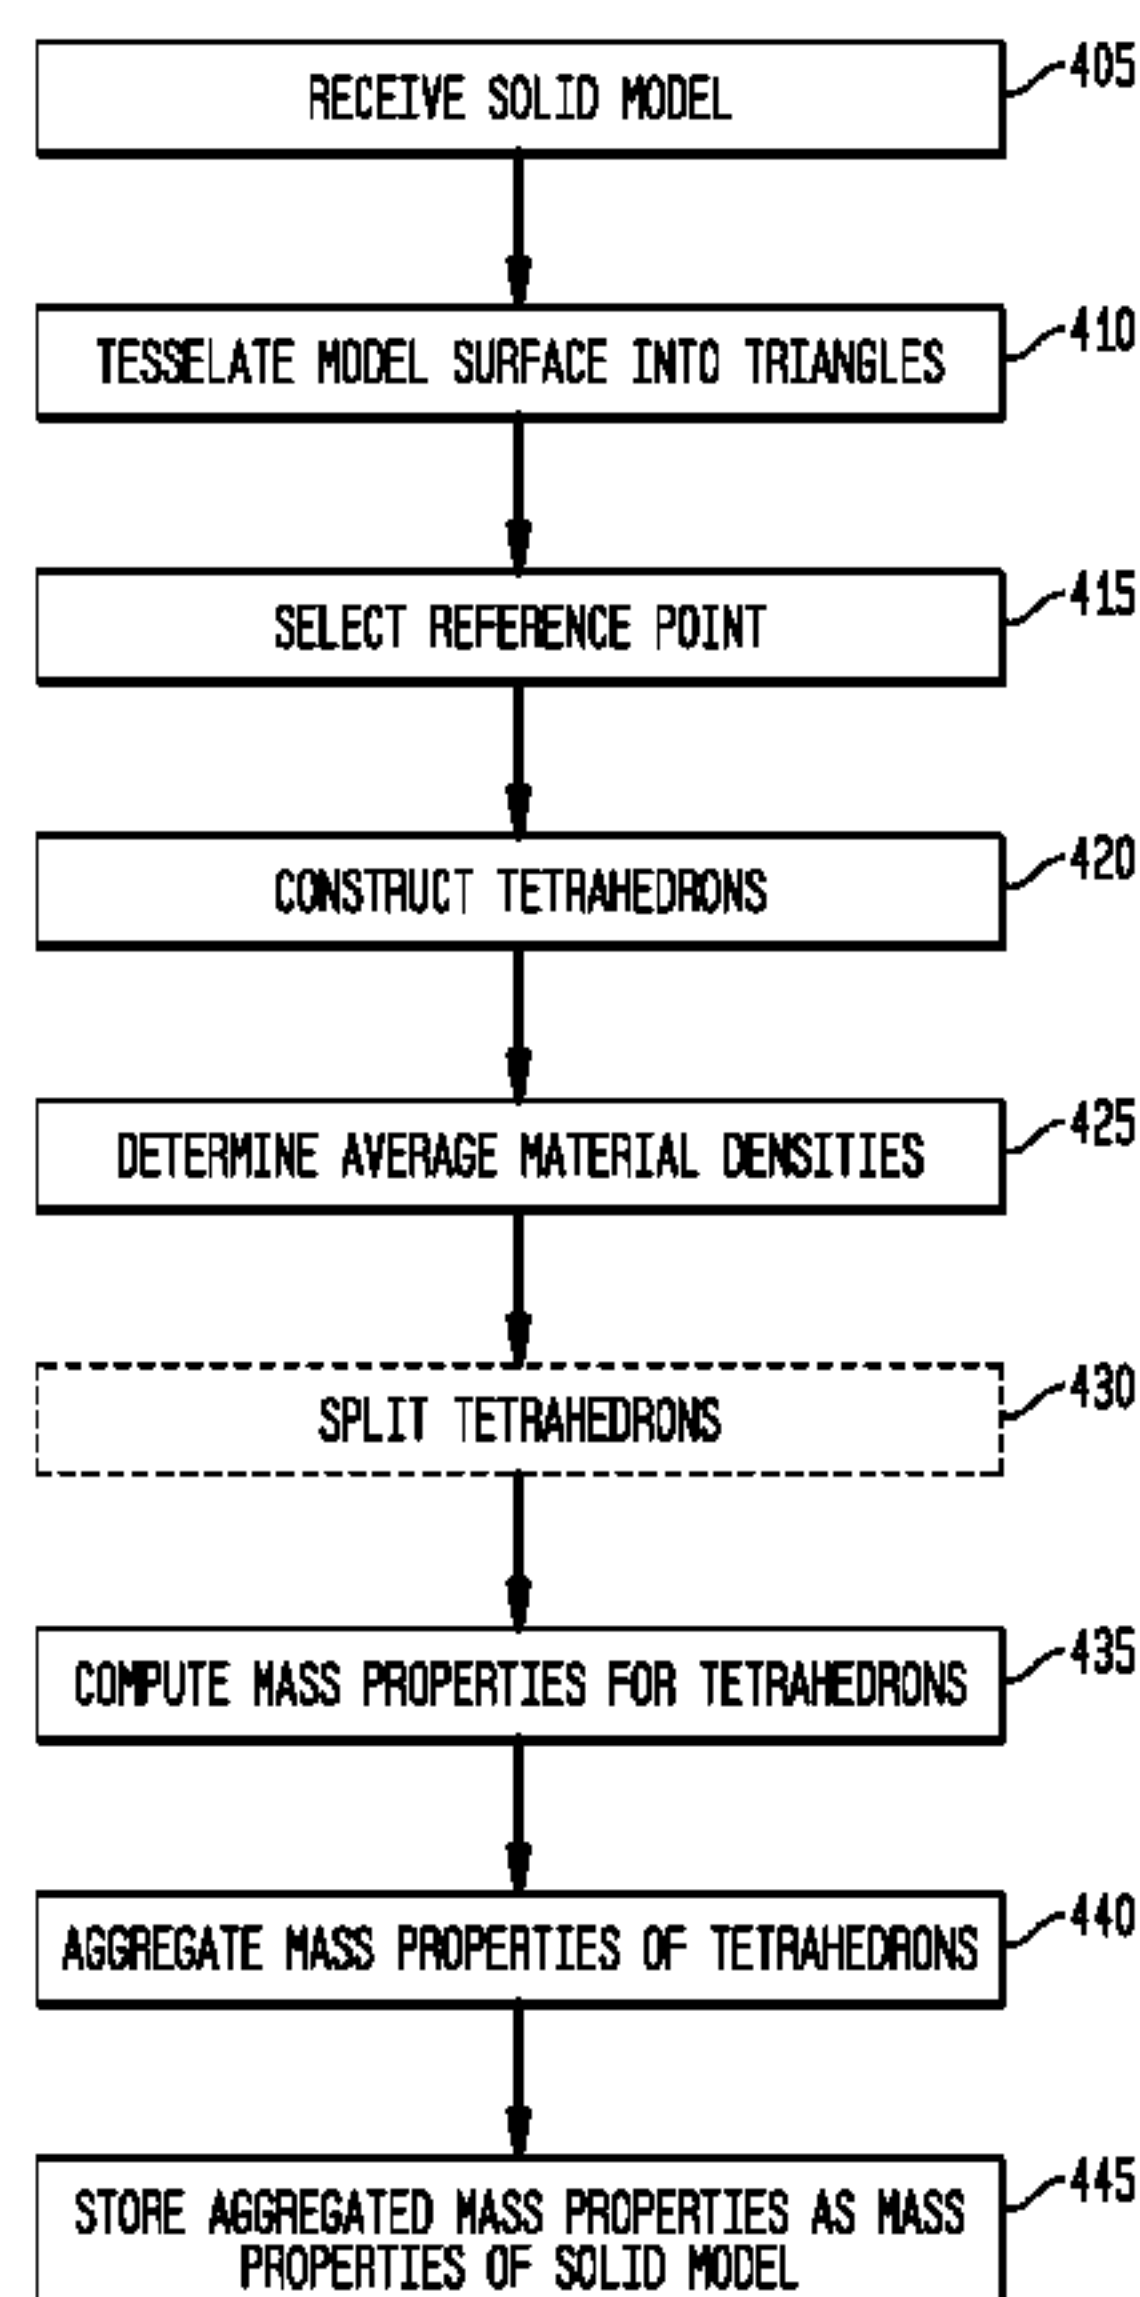 RECEIVE SOLID MODEL
405
TESSELATE MODEL SURFACE INTO TRIANGLES
410
SELECT REFERENCE POINT
415
CONSTRUCT TETRAHEDRONS
420
DETERMINE AVERAGE MATERIAL DENSITIES
425
SPLIT TETRAHEDRONS
430
COMPUTE MASS PROPERTIES FOR TETRAHEDRONS
435
AGGREGATE MASS PROPERTIES OF TETRAHEDRONS
440
STORE AGGREGATED MASS PROPERTIES AS MASS
PROPERTIES OF SOLID MODEL
445